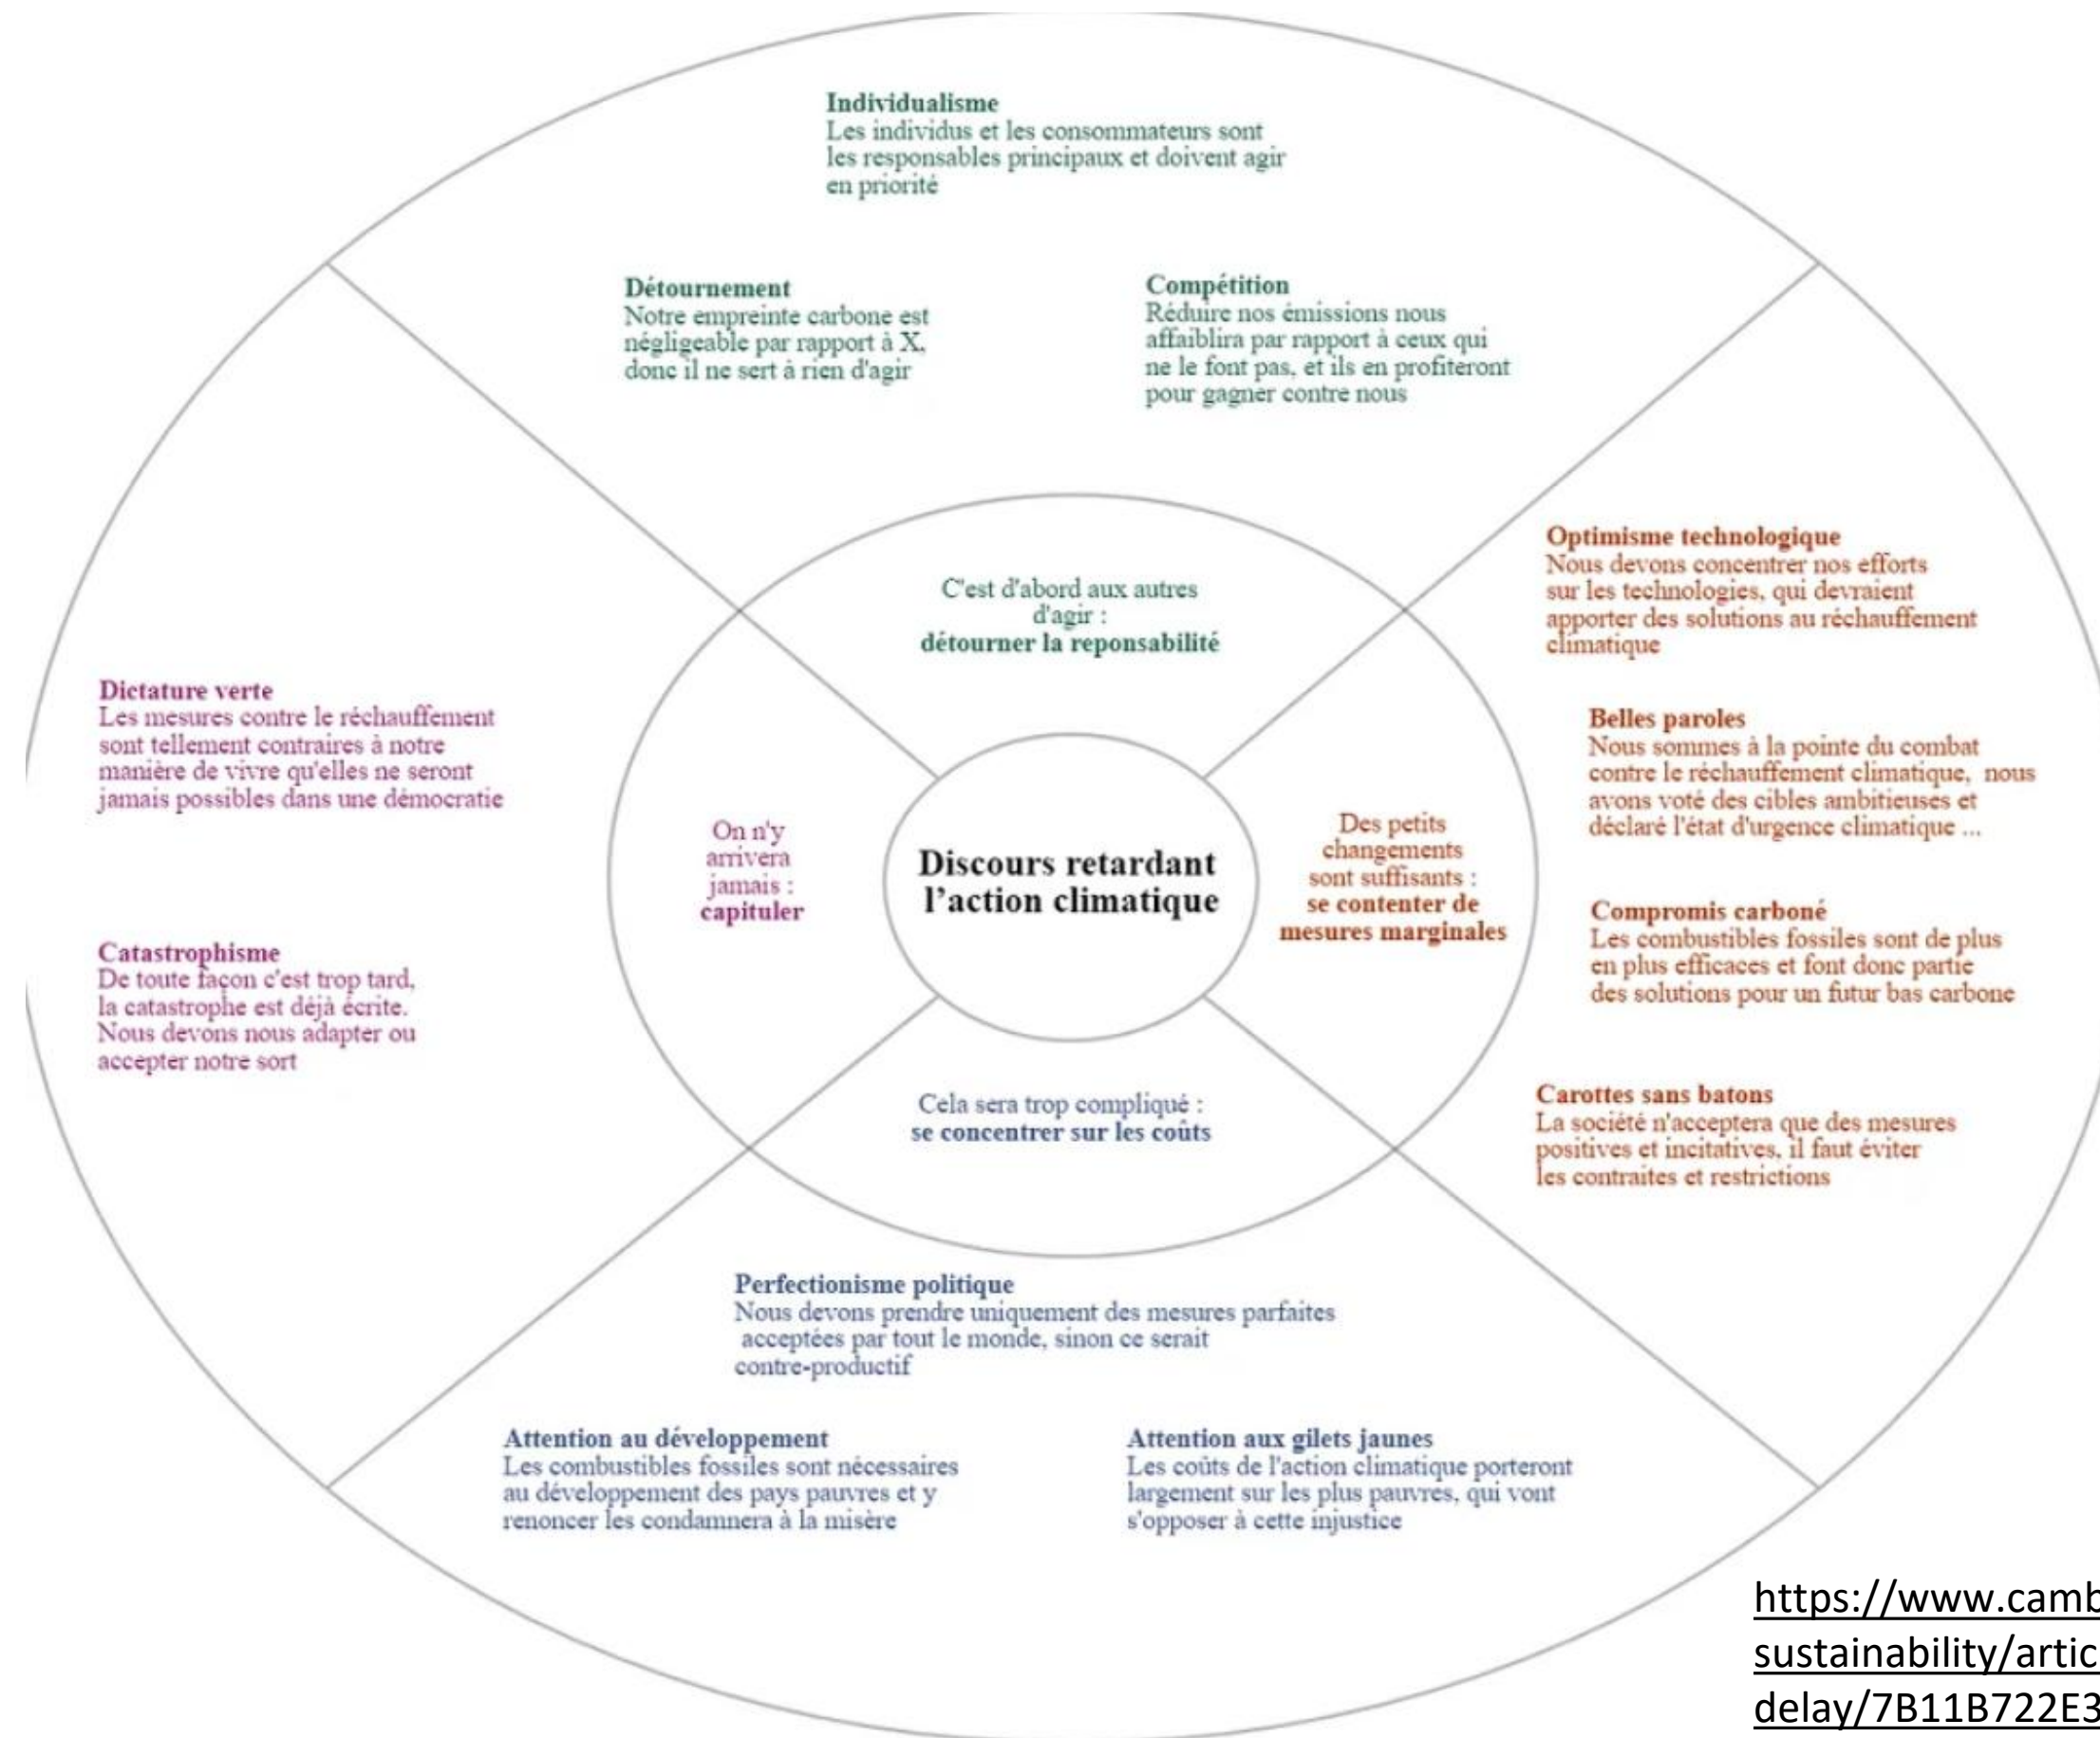 Individualisme
Les individus et les consommateurs sont
les responsables principaux et doivent agir
en priorité
Détournement
Notre empreinte carbone est
négligeable par rapport à X,
donc il ne sert à rien d'agir
Compétition
Réduire nos émissions nous
affaiblira par rapport à ceux qui
ne le font pas, et ils en profiteront
pour gagner contre nous
C'est d'abord aux autres
d'agir :
détourner la reponsabilité
Optimisme technologique
Nous devons concentrer nos efforts
sur les technologies, qui devraient
apporter des solutions au réchauffement
climatique
Belles paroles
Nous sommes à la pointe du combat
contre le réchauffement climatique, nous
avons voté des cibles ambitieuses et
déclaré l'état d'urgence climatique ...
Compromis carboné
Les combustibles fossiles sont de plus
en plus efficaces et font donc partie
des solutions pour un futur bas carbone
Carottes sans batons
La société n'acceptera que des mesures
positives et incitatives, il faut éviter
les contraites et restrictions
Des petits
changements
sont suffisants :
se contenter de
mesures marginales
Discours retardant
l’action climatique
Dictature verte
Les mesures contre le réchauffement
sont tellement contraires à notre
manière de vivre qu'elles ne seront
jamais possibles dans une démocratie
Catastrophisme
De toute façon c'est trop tard,
la catastrophe est déjà écrite.
Nous devons nous adapter ou
accepter notre sort
On n'y
arrivera
jamais :
capituler
Cela sera trop compliqué :
se concentrer sur les coûts
Perfectionisme politique
Nous devons prendre uniquement des mesures parfaites
acceptées par tout le monde, sinon ce serait
contre-productif
Attention au développement
Les combustibles fossiles sont nécessaires
au développement des pays pauvres et y
renoncer les condamnera à la misère
Attention aux gilets jaunes
Les coûts de l'action climatique porteront
largement sur les plus pauvres, qui vont
s'opposer à cette injustice
https://www.camb
sustainability/artic
delay/7B11B722E3